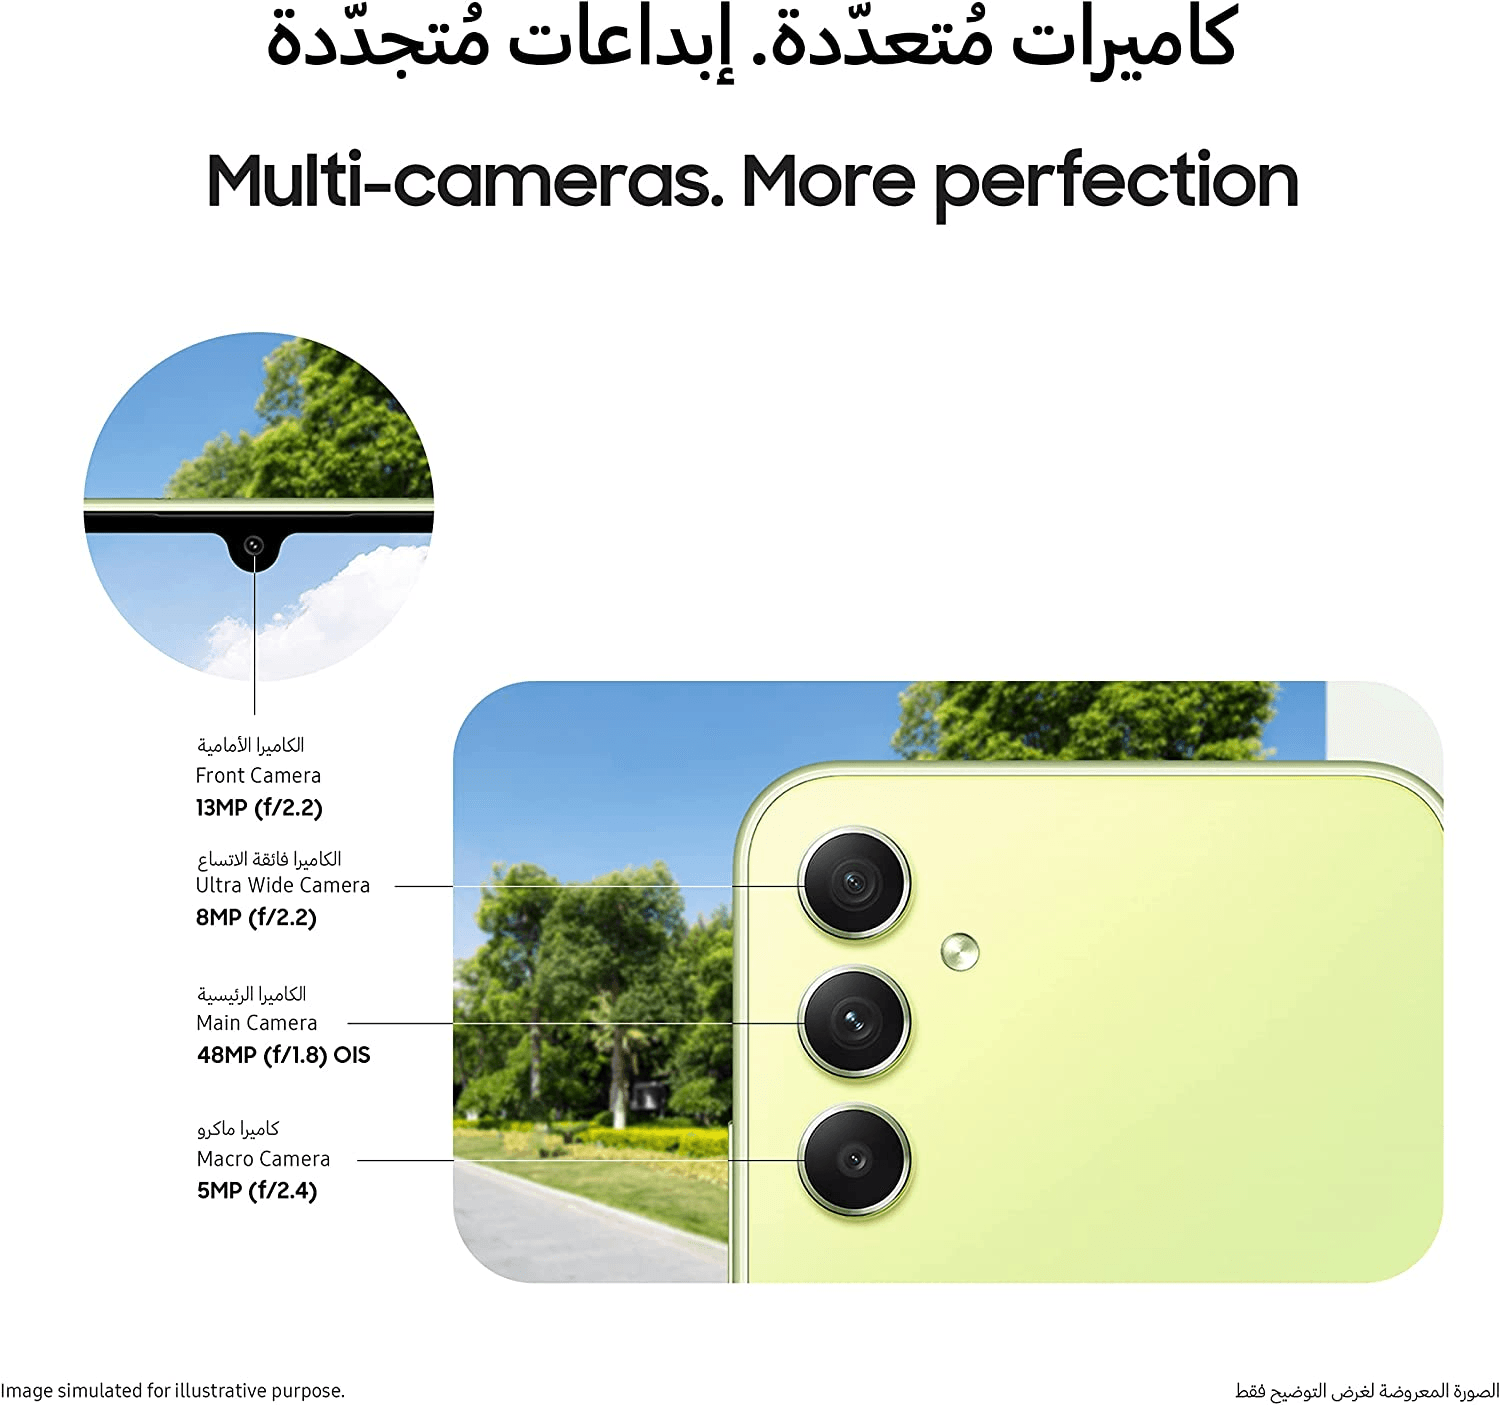 كاميرات مُتعدّدة. إبداعات مُتجدّدة
Multi-cameras. More perfection
الكاميرا الأمامية
Front Camera
13MP (f/2.2)
الكاميرا فائقة الاتساع
Ultra Wide Camera
8MP (f/2.2)
الكاميرا الرئيسية
Main Camera
48MP (f/1.8) OIS
كاميرا ماكرو
Macro Camera
5MP (f/2.4)
Image simulated for illustrative purpose.
الصورة المعروضة لغرض التوضيح فقط